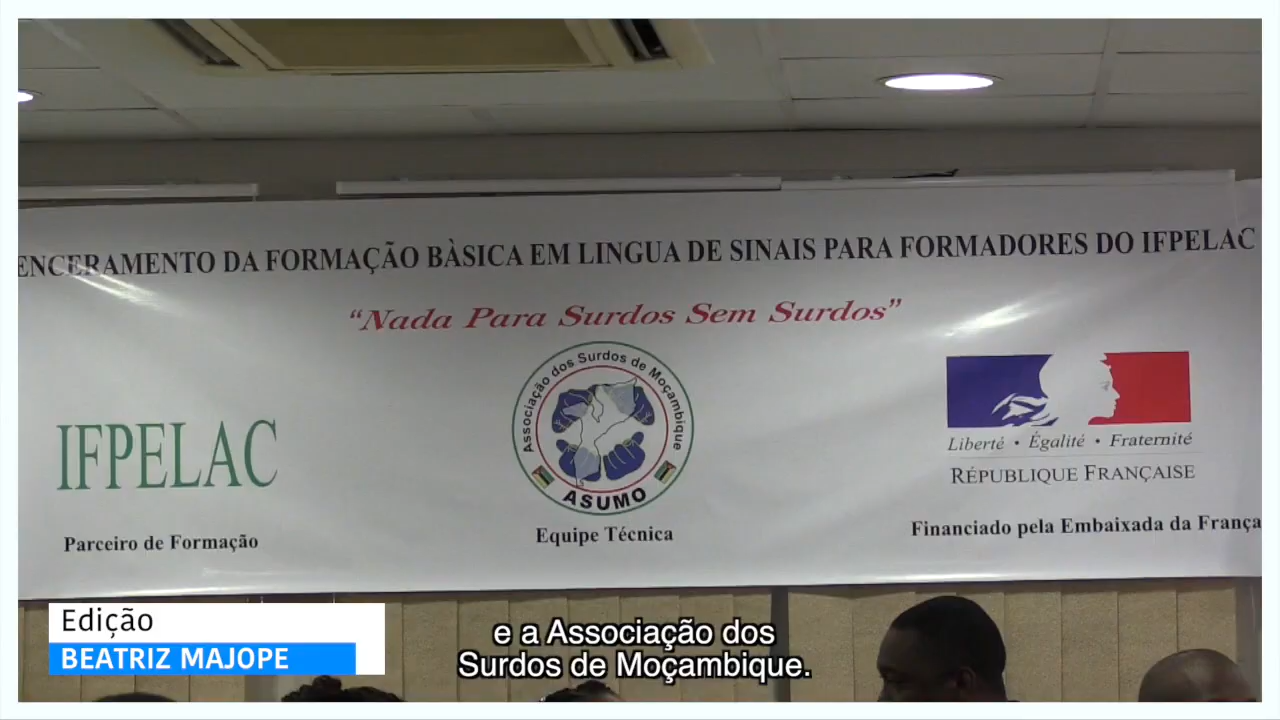 ENCERRAMENTO DA FORMAÇÃO BÀSICA EM LINGUA DE SINAIS PARA FORMADORES DO IFPELAC
“Nada Para Surdos Sem Surdos”
IFPELAC
Parceiro de Formação
Associação dos Surdos de Moçambique
ASUMO
Equipe Técnica
Liberté • Égalité • Fraternité
RÉPUBLIQUE FRANÇAISE
Financiado pela Embaixada da França
Edição
BEATRIZ MAJOPE
e a Associação dos
Surdos de Moçambique.